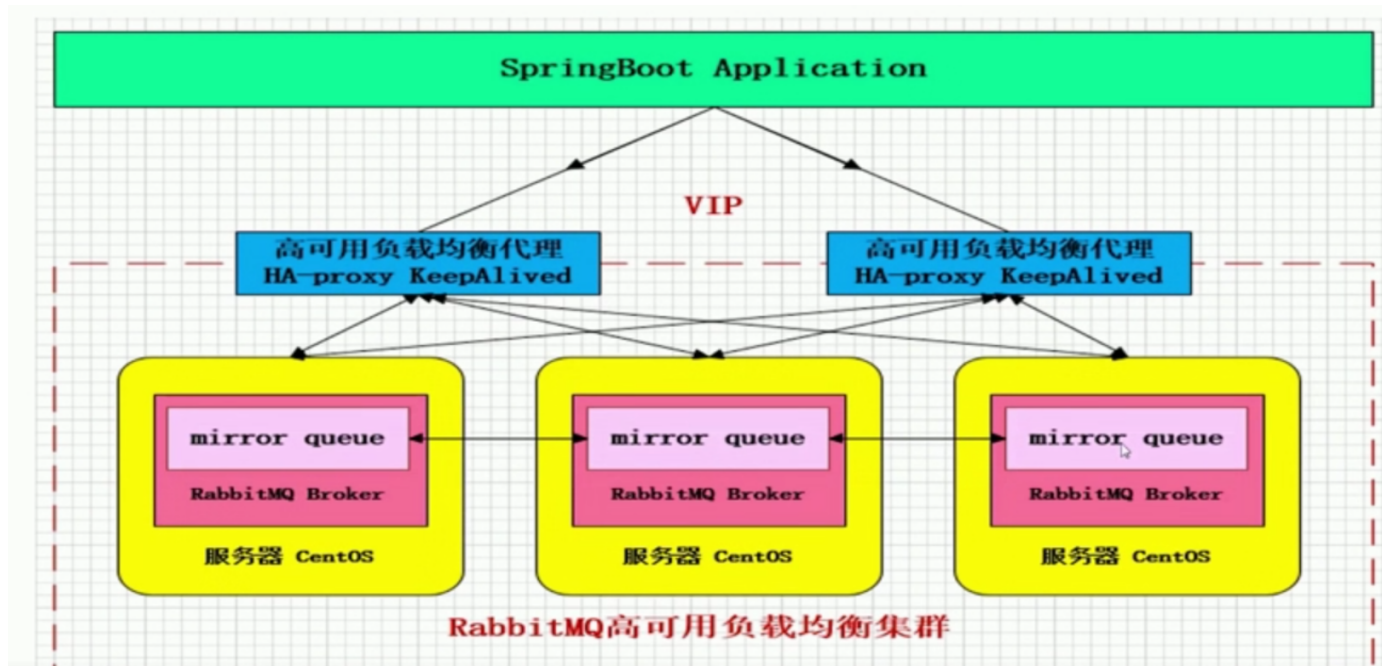 SpringBoot Application
VIP
高可用负载均衡代理
HA-proxy KeepAlived
高可用负载均衡代理
HA-proxy KeepAlived
mirror queue
RabbitMQ Broker
服务器 CentOS
mirror queue
RabbitMQ Broker
服务器 CentOS
mirror queue
RabbitMQ Broker
服务器 CentOS
RabbitMQ高可用负载均衡集群